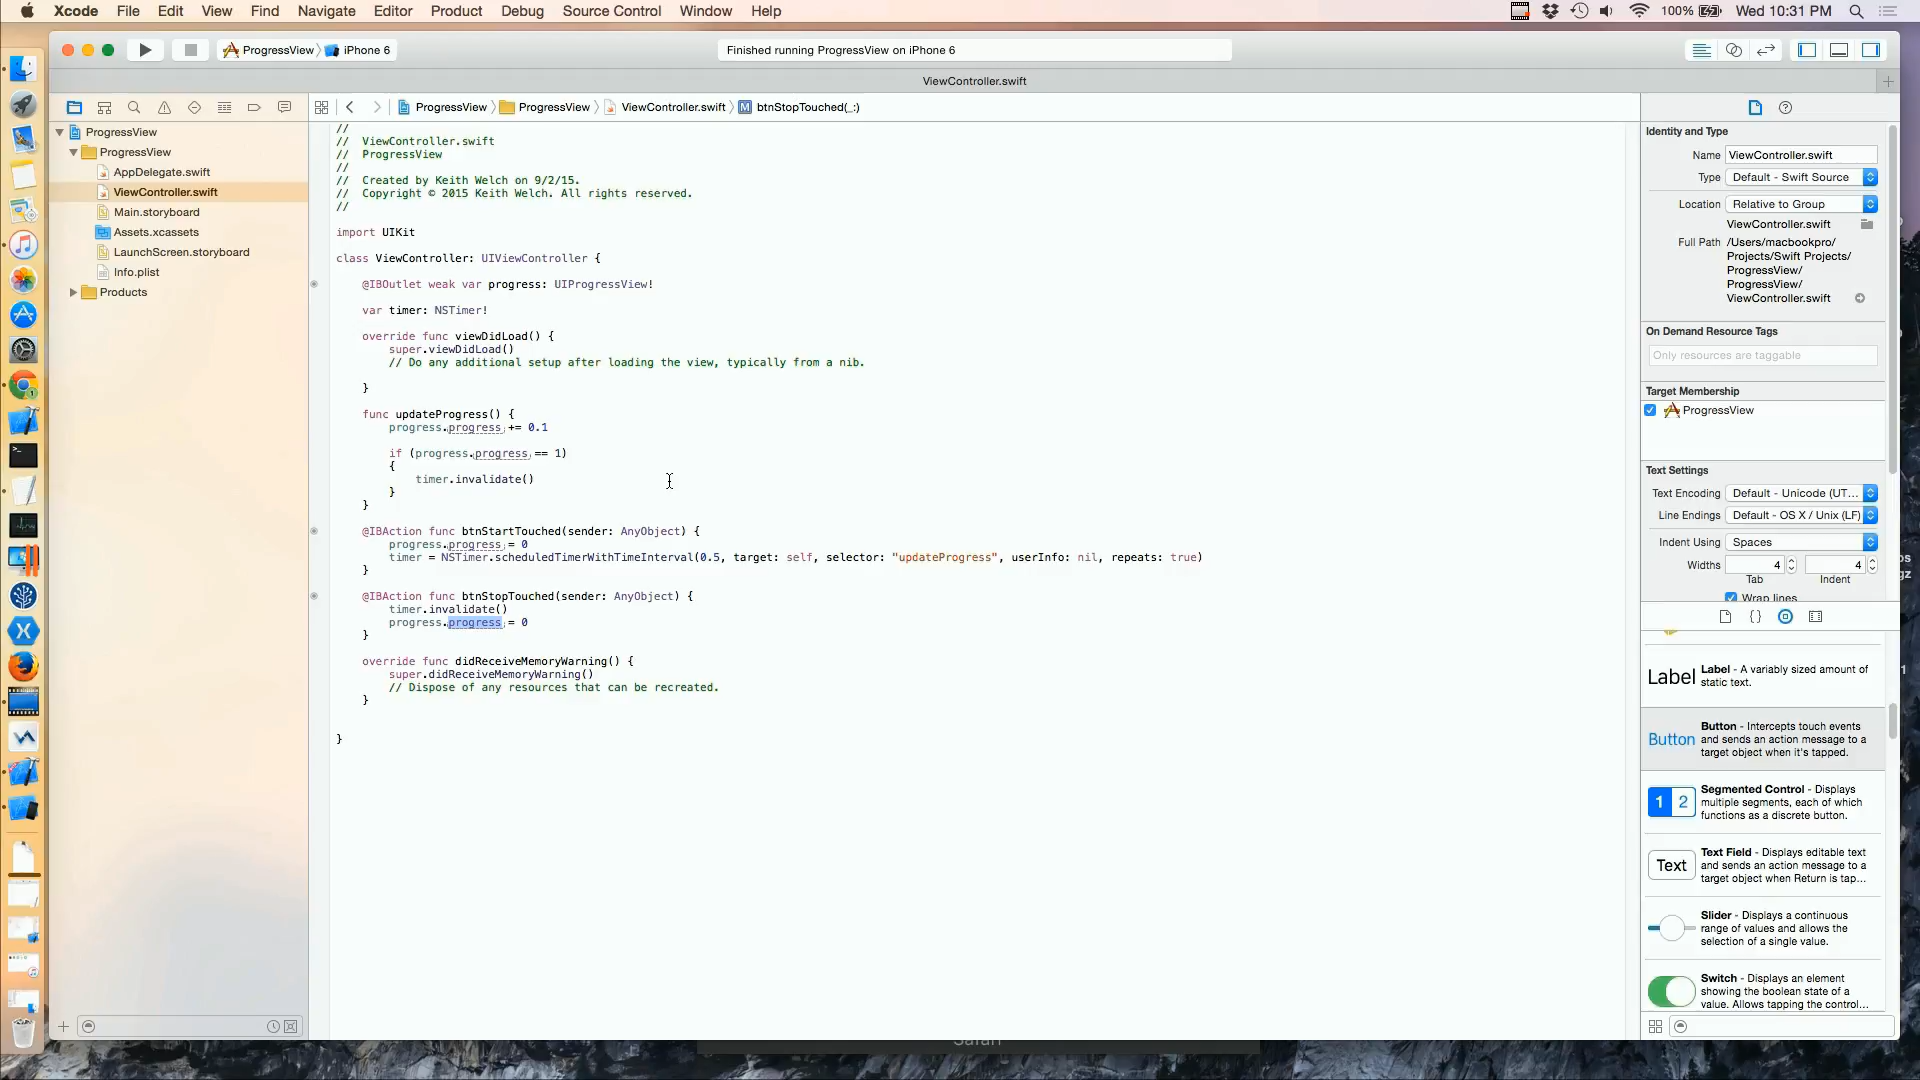 Xcode File Edit View Find Navigate Editor Product Debug Source Control Window Help 100% Wed 10:31 PM
ProgressView iPhone 6
Finished running ProgressView on iPhone 6
ViewController.swift
ProgressView ProgressView ViewController.swift M btnStopTouched(_:)
ProgressView
ProgressView
AppDelegate.swift
ViewController.swift
Main.storyboard
Assets.xcassets
LaunchScreen.storyboard
Info.plist
Products
//
// ViewController.swift
// ProgressView
//
// Created by Keith Welch on 9/2/15.
// Copyright © 2015 Keith Welch. All rights reserved.
//
import UIKit
class ViewController: UIViewController {
@IBOutlet weak var progress: UIProgressView!
var timer: NSTimer!
override func viewDidLoad() {
super.viewDidLoad()
// Do any additional setup after loading the view, typically from a nib.
}
func updateProgress() {
progress.progress += 0.1
if (progress.progress == 1)
{
timer.invalidate()
}
}
@IBAction func btnStartTouched(sender: AnyObject) {
progress.progress = 0
timer = NSTimer.scheduledTimerWithTimeInterval(0.5, target: self, selector: "updateProgress", userInfo: nil, repeats: true)
}
@IBAction func btnStopTouched(sender: AnyObject) {
timer.invalidate()
progress.progress = 0
}
override func didReceiveMemoryWarning() {
super.didReceiveMemoryWarning()
// Dispose of any resources that can be recreated.
}
}
Identity and Type
Name ViewController.swift
Type Default - Swift Source
Location Relative to Group
ViewController.swift
Full Path /Users/macbookpro/
Projects/Swift Projects/
ProgressView/
ProgressView/
ViewController.swift
On Demand Resource Tags
Only resources are taggable
Target Membership
ProgressView
Text Settings
Text Encoding Default - Unicode (UT...
Line Endings Default - OS X / Unix (LF)
Indent Using Spaces
Widths 4 4
Tab Indent
Wrap lines
{ }
Label Label - A variably sized amount of
static text.
Button Button - Intercepts touch events
and sends an action message to a
target object when it's tapped.
1 2 Segmented Control - Displays
multiple segments, each of which
functions as a discrete button.
Text Text Field - Displays editable text
and sends an action message to a
target object when Return is tap...
Slider - Displays a continuous
range of values and allows the
selection of a single value.
Switch - Displays an element
showing the boolean state of a
value. Allows tapping the control...
Safari